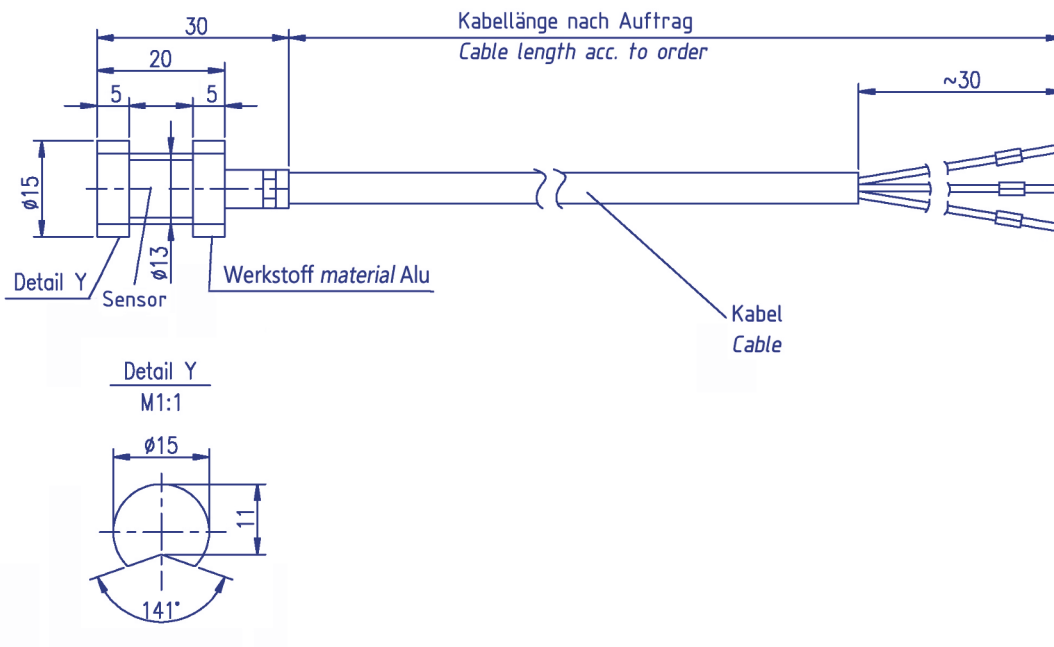 30
Kabellänge nach Auftrag
Cable length acc. to order
20
~30
5
5
ø15
ø13
Detail Y
Sensor
Werkstoff material Alu
Kabel
Cable
Detail Y
M1:1
ø15
11
141°